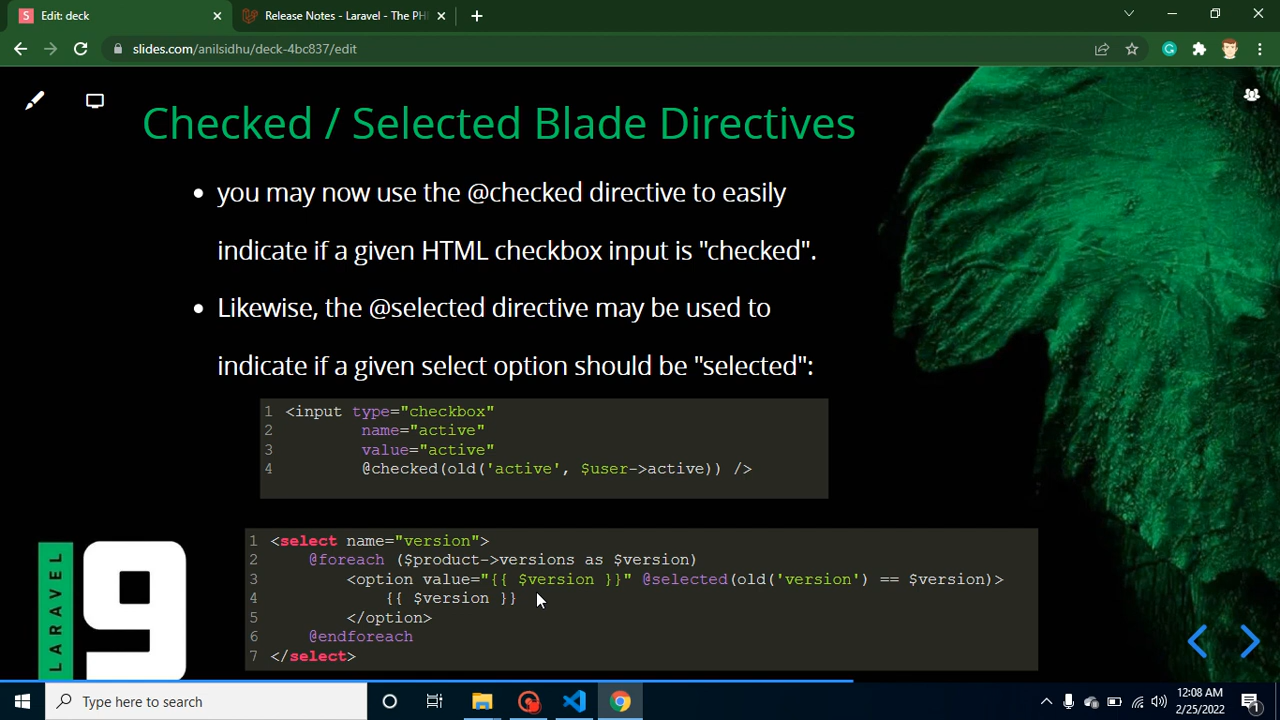 Edit: deck
Release Notes - Laravel - The PH
slides.com/anilsidhu/deck-4bc837/edit
Checked / Selected Blade Directives
• you may now use the @checked directive to easily
indicate if a given HTML checkbox input is "checked".
• Likewise, the @selected directive may be used to
indicate if a given select option should be "selected":
1 <input type="checkbox"
2 name="active"
3 value="active"
4 @checked(old('active', $user->active)) />
1 <select name="version">
2 @foreach ($product->versions as $version)
3 <option value="{{ $version }}" @selected(old('version') == $version)>
4 {{ $version }}
5 </option>
6 @endforeach
7 </select>
LARAVEL
9
Type here to search
12:08 AM
2/25/2022
1